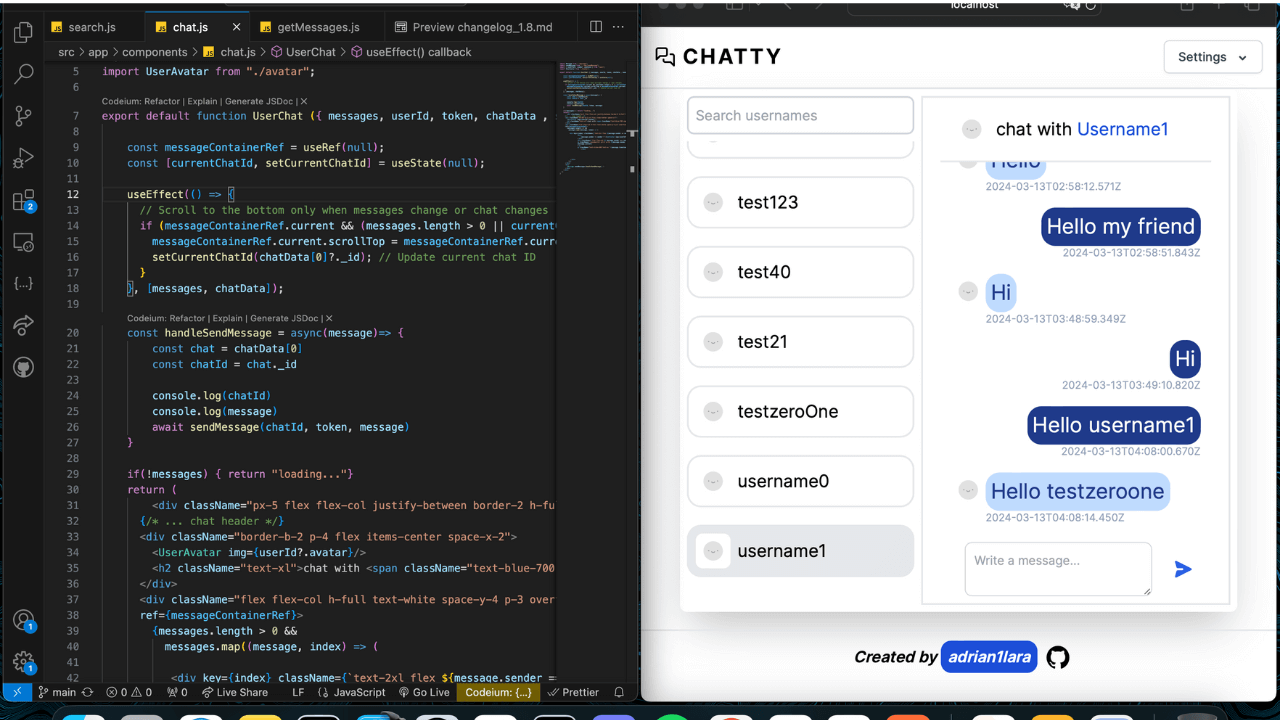 search.js
chat.js
getMessages.js
Preview changelog_1.8.md
src > app > components > chat.js > UserChat > useEffect() callback
5 import UserAvatar from "./avatar";
6
Codeium: Refactor | Explain | Generate JSDoc | X
7 export default function UserChat ({ messages, userId, token, chatData ,
8
9 const messageContainerRef = useRef(null);
10 const [currentChatId, setCurrentChatId] = useState(null);
11
12 useEffect(() => {
13 // Scroll to the bottom only when messages change or chat changes
14 if (messageContainerRef.current && (messages.length > 0 || current
15 messageContainerRef.current.scrollTop = messageContainerRef.curre
16 setCurrentChatId(chatData[0]?._id); // Update current chat ID
17 }
18 }, [messages, chatData]);
19
Codeium: Refactor | Explain | Generate JSDoc | X
20 const handleSendMessage = async(message)=> {
21 const chat = chatData[0]
22 const chatId = chat._id
23
24 console.log(chatId)
25 console.log(message)
26 await sendMessage(chatId, token, message)
27 }
28
29 if(!messages) { return "loading..."}
30 return (
31 <div className="px-5 flex flex-col justify-between border-2 h-fu
32 {/* ... chat header */}
33 <div className="border-b-2 p-4 flex items-center space-x-2">
34 <UserAvatar img={userId?.avatar}/>
35 <h2 className="text-xl">chat with <span className="text-blue-700
36 </div>
37 <div className="flex flex-col h-full text-white space-y-4 p-3 over
38 ref={messageContainerRef}>
39 {messages.length > 0 &&
40 messages.map((message, index) => (
41
42 <div key={index} className={`text-2xl flex ${message.sender ==
2
1
1
main
0
0
0
Live Share
LF
{} JavaScript
Go Live
Codeium: {...}
Prettier
localhost
CHATTY
Settings
Search usernames
test123
test40
test21
testzeroOne
username0
username1
chat with Username1
Hello
2024-03-13T02:58:12.571Z
Hello my friend
2024-03-13T02:58:51.843Z
Hi
2024-03-13T03:48:59.349Z
Hi
2024-03-13T03:49:10.820Z
Hello username1
2024-03-13T04:08:00.670Z
Hello testzeroone
2024-03-13T04:08:14.450Z
Write a message...
Created by adrian1lara